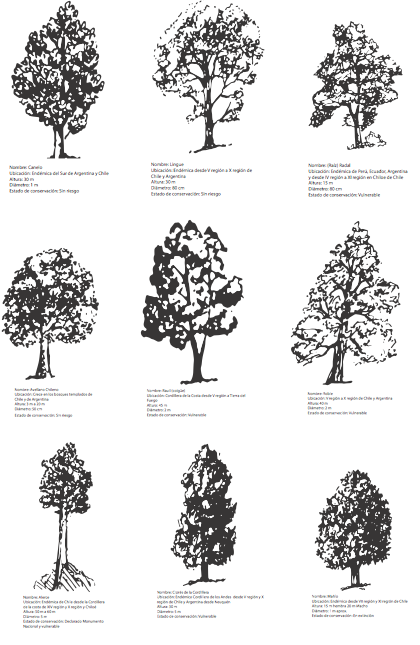 Nombre: Canelo
Ubicación: Endémica del Sur de Argentina y Chile
Altura: 30 m
Diámetro: 1 m
Estado de conservación: Sin riesgo
Nombre: Lingue
Ubicación: Endémica desde V región a X región de
Chile y Argentina
Altura: 30 m
Diámetro: 80 cm
Estado de conservación: Sin riesgo
Nombre: (Raiz) Radal
Ubicación: Endémica de Perú, Ecuador, Argentina
y desde IV región a XI región en Chiloe de Chile
Altura: 15 m
Diámetro: 80 cm
Estado de conservación: Vulnerable
Nombre: Avellano Chileno
Ubicación: Crece en los bosques templados de
Chile y de Argentina
Altura: 3 m a 20 m
Diámetro: 50 cm
Estado de conservación: Sin riesgo
Nombre: Raulí
Ubicación: Cordillera de la Costa desde V región a Tierra del
Fuego
Altura: 45 m
Diámetro: 2 m
Estado de conservación: Vulnerable
Nombre: Roble
Ubicación: V región a X región de Chile y Argentina
Altura: 40 m
Diámetro: 2 m
Estado de conservación: Vulnerable
Nombre: Alerce
Ubicación: Endémica de Chile desde la Cordillera
de la costa de XIV región y X región y Chiloé
Altura: 50 m a 60 m
Diámetro: 5 m
Estado de conservación: Declarado Monumento
Nacional y vulnerable
Nombre: Ciprés de la Cordillera
Ubicación: Endémica Cordillera de los Andes desde V región y X
región de Chile y Argentina desde Neuquén
Altura: 30 m
Diámetro: 1 m
Estado de conservación: Vulnerable
Nombre: Mañío
Ubicación: Endémica desde VII región y XI región de Chile
Altura: 15 m hembra 20 m Macho
Diámetro: 1 m
Estado de conservación: Sin extinción